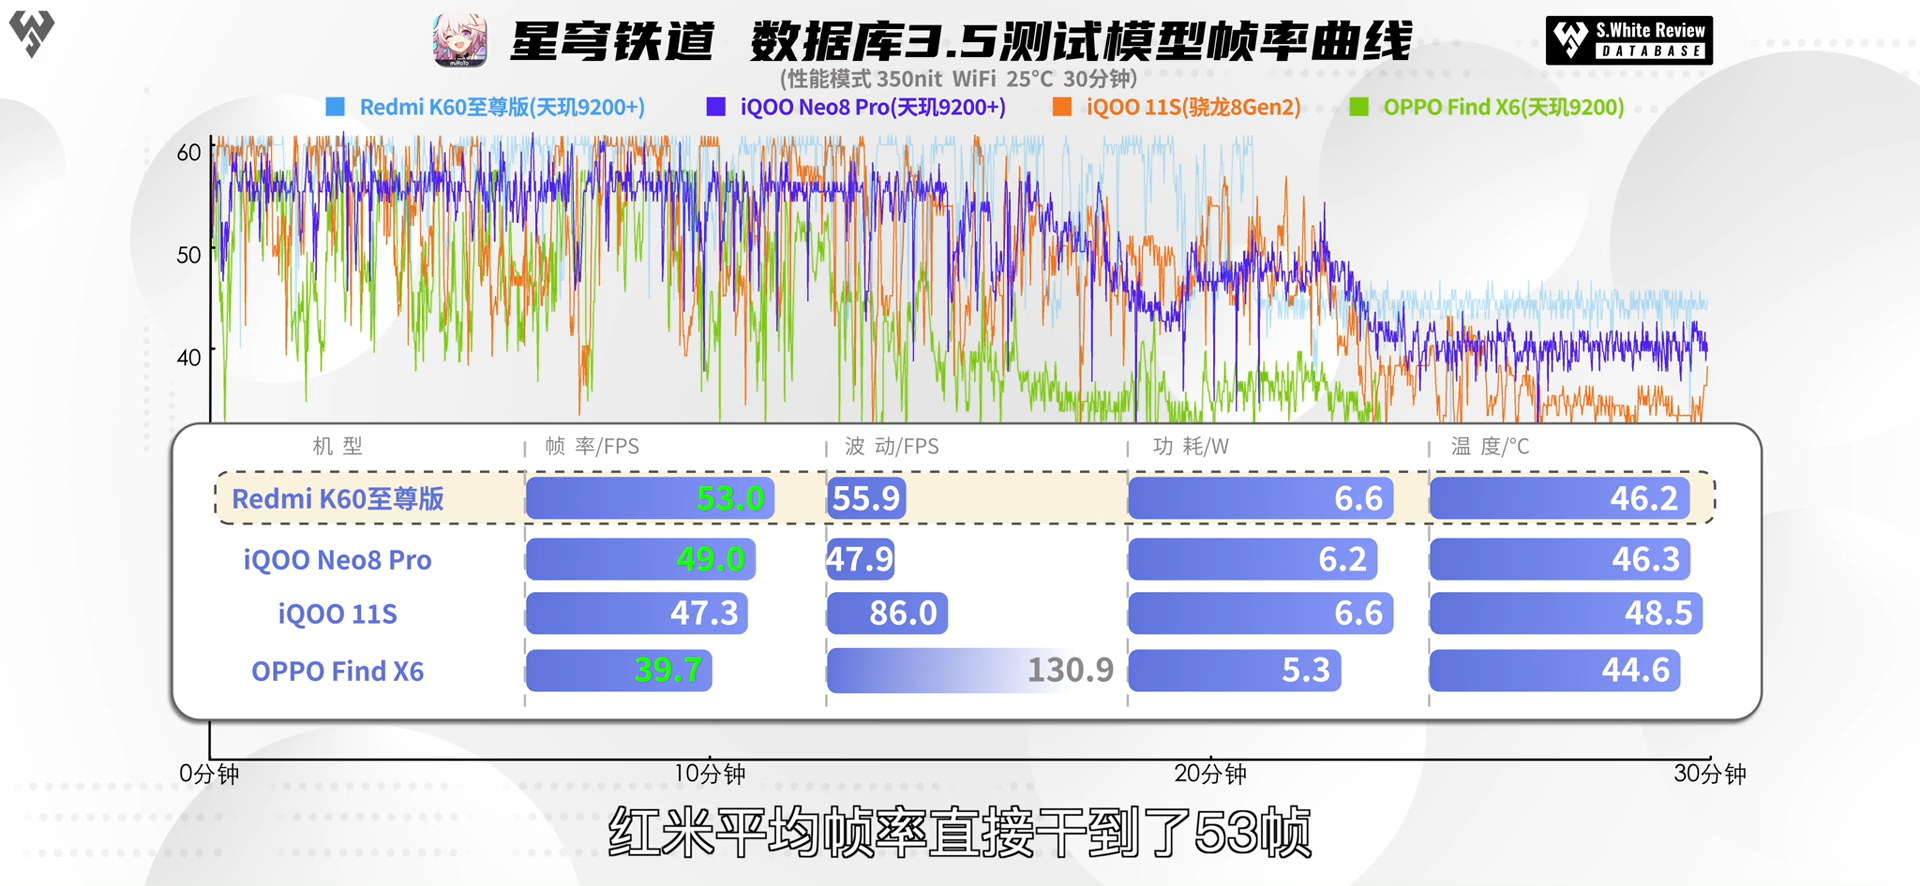 星穹铁道 数据库3.5测试模型帧率曲线
S.White Review
DATABASE
miHoYo
(性能模式 350nit WiFi 25°C 30分钟)
Redmi K60至尊版(天玑9200+)
iQOO Neo8 Pro(天玑9200+)
iQOO 11S(骁龙8Gen2)
OPPO Find X6(天玑9200)
60
50
40
机 型 帧 率/FPS 波 动/FPS 功 耗/W 温 度/°C
Redmi K60至尊版 53.0 55.9 6.6 46.2
iQOO Neo8 Pro 49.0 47.9 6.2 46.3
iQOO 11S 47.3 86.0 6.6 48.5
OPPO Find X6 39.7 130.9 5.3 44.6
0分钟 10分钟 20分钟 30分钟
红米平均帧率直接干到了53帧